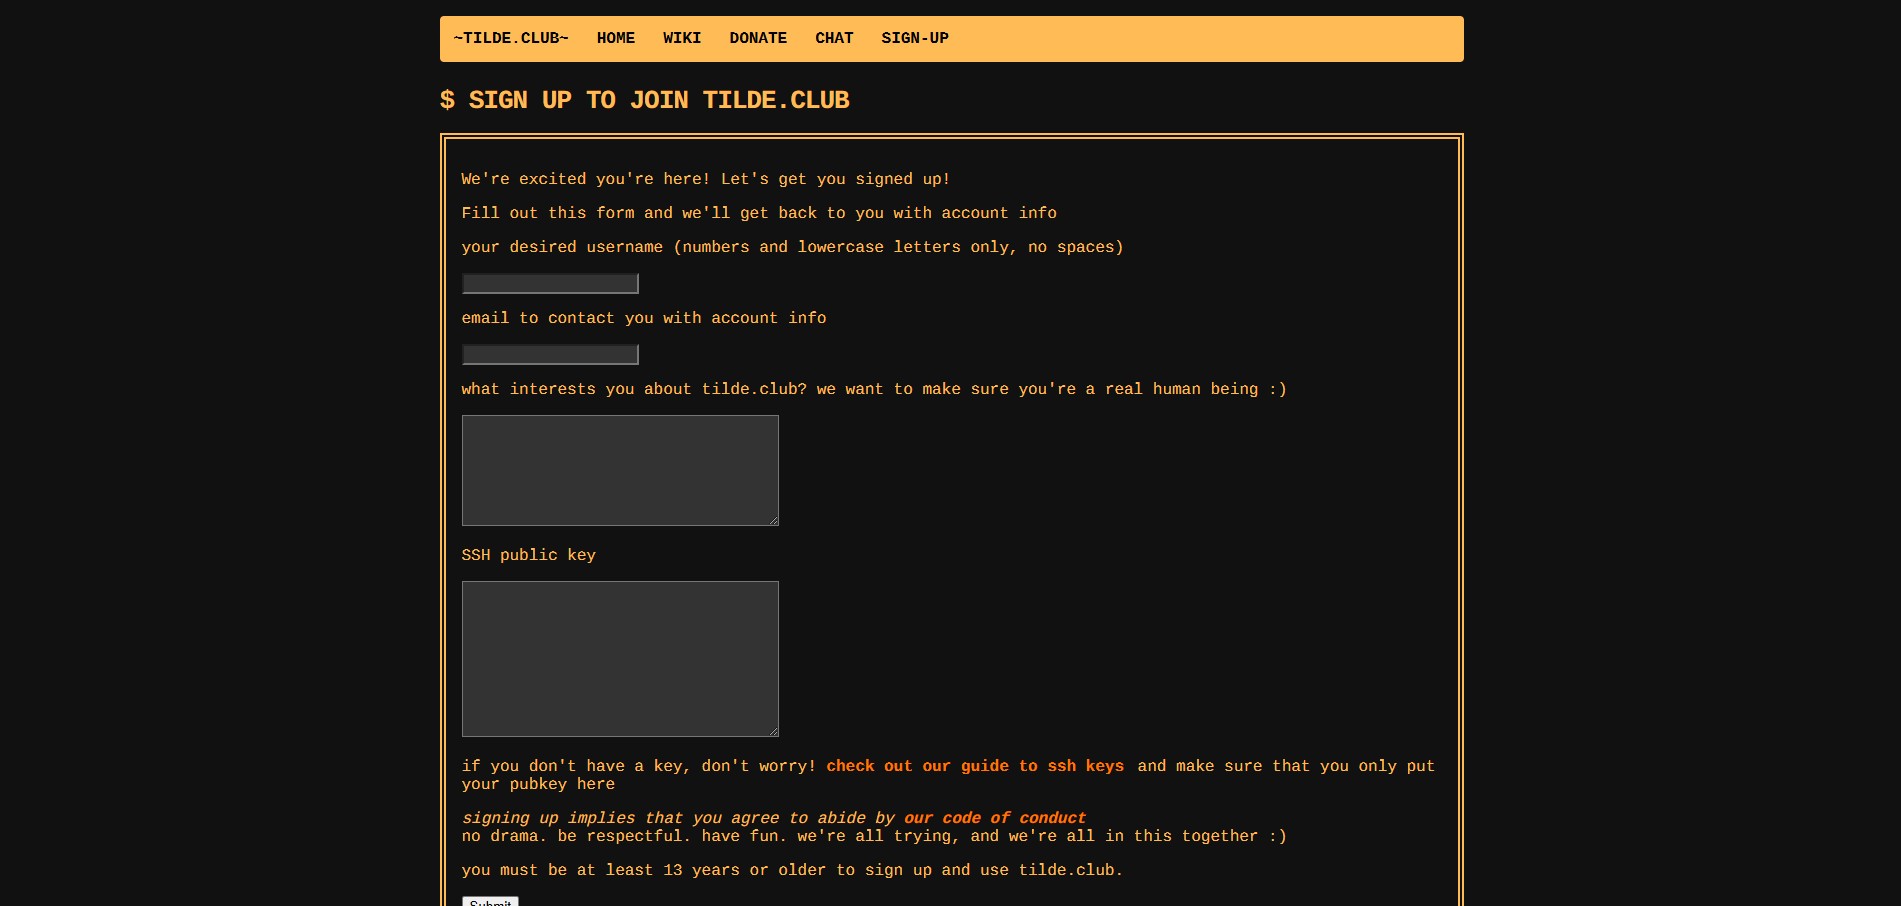 ~TILDE.CLUB~ HOME WIKI DONATE CHAT SIGN-UP
$ SIGN UP TO JOIN TILDE.CLUB
We're excited you're here! Let's get you signed up!
Fill out this form and we'll get back to you with account info
your desired username (numbers and lowercase letters only, no spaces)
email to contact you with account info
what interests you about tilde.club? we want to make sure you're a real human being :)
SSH public key
if you don't have a key, don't worry! check out our guide to ssh keys and make sure that you only put
your pubkey here
signing up implies that you agree to abide by our code of conduct
no drama. be respectful. have fun. we're all trying, and we're all in this together :)
you must be at least 13 years or older to sign up and use tilde.club.
Submit